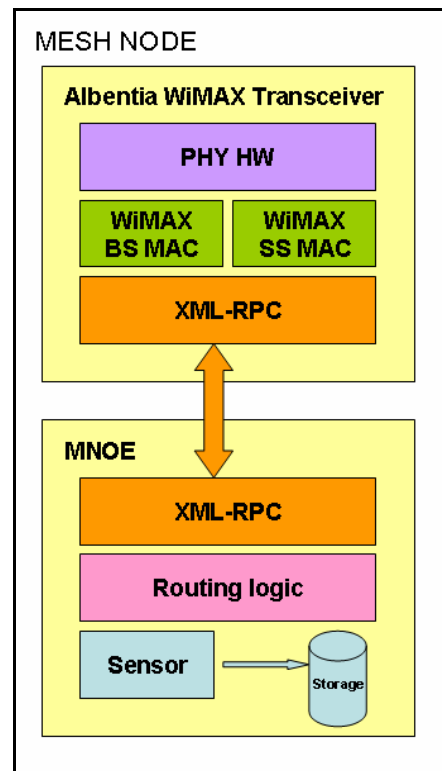 MESH NODE
Albentia WiMAX Transceiver
PHY HW
WiMAX
BS MAC
WiMAX
SS MAC
XML-RPC
MNOE
XML-RPC
Routing logic
Sensor
Storage